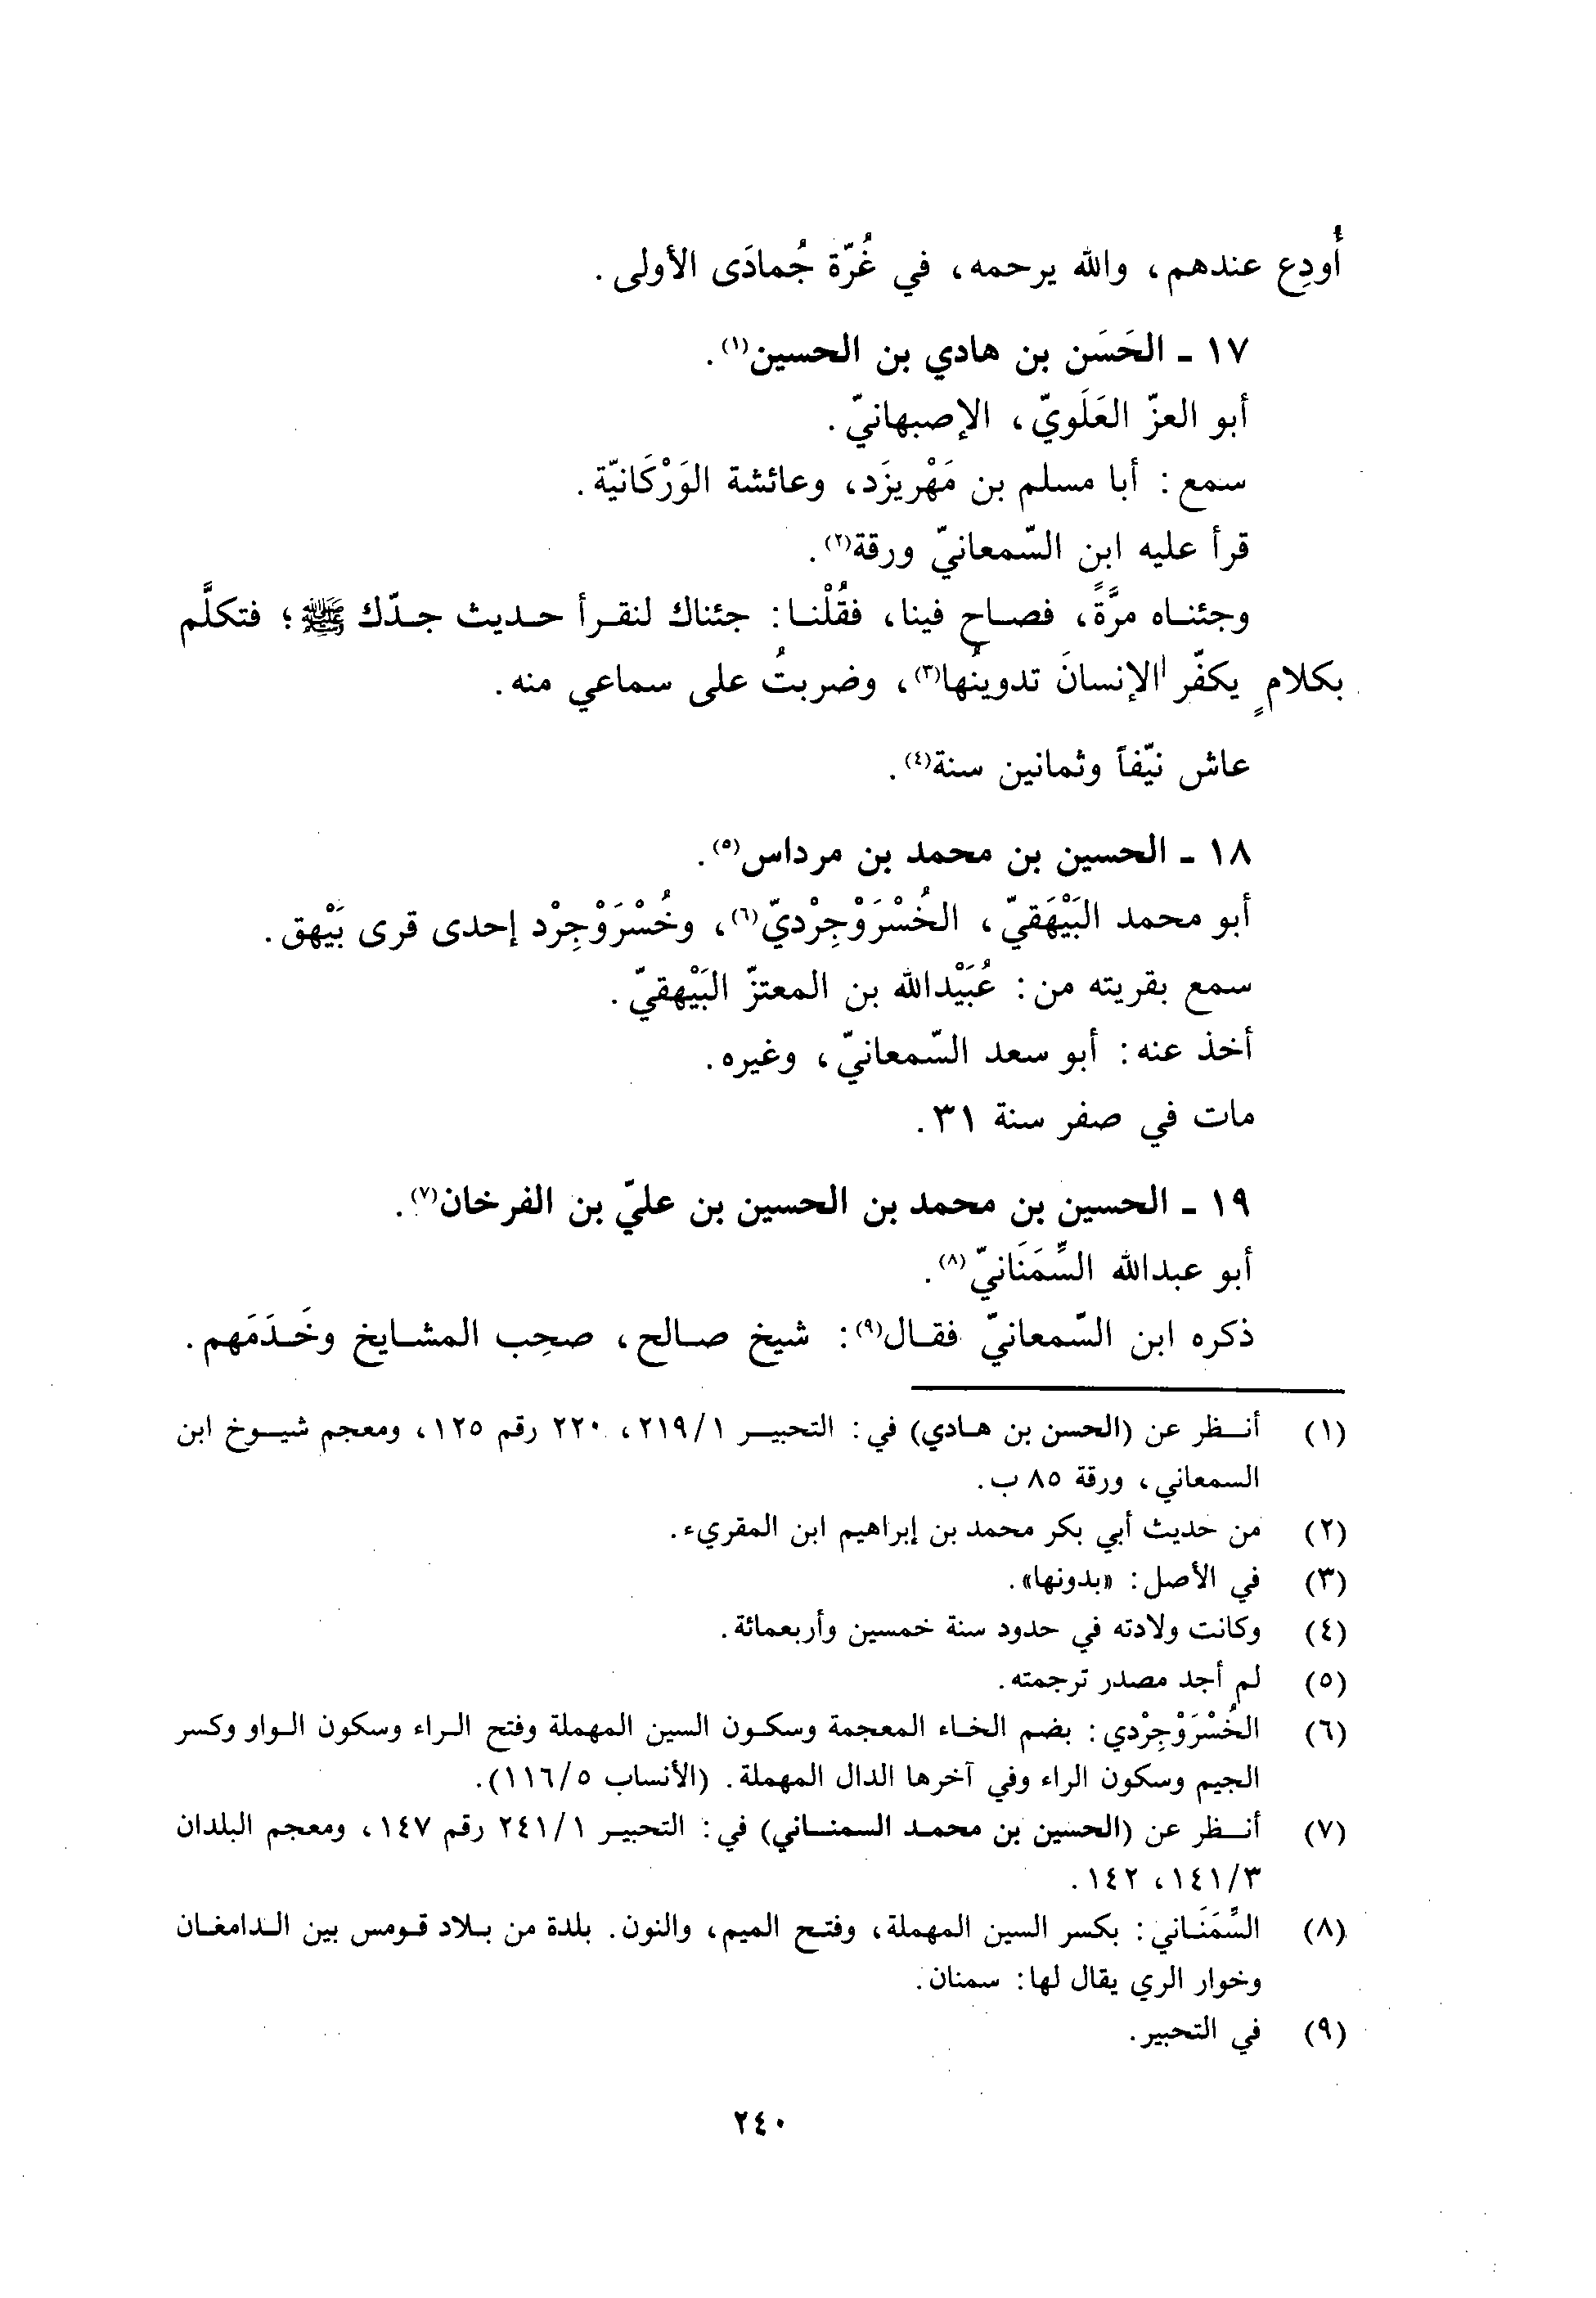 أُودِع عندهم، والله يرحمه، في غُرّة جُمادَى الأولى.
١٧ - الحَسَن بن هادي بن الحسين(١).
أبو العزّ العَلَويّ، الإصبهانيّ.
سمع: أبا مسلم بن مَهْريزَد، وعائشة الوَرْكَانيّة.
قرأ عليه ابن السّمعانيّ ورقة(٢).
وجئناه مرَّةً، فصاح فينا، فقُلْنا: جئناك لنقرأ حديث جدّك ﷺ؛ فتكلَّم
بكلامٍ يكفّر الإنسانَ تدوينُها(٣)، وضربتُ على سماعي منه.
عاش نيّفاً وثمانين سنة(٤).
١٨ - الحسين بن محمد بن مرداس(٥).
أبو محمد البَيْهَقيّ، الخُسْرَوْجِرْديّ(٦)، وخُسْرَوْجِرْد إحدى قرى بَيْهق.
سمع بقريته من: عُبَيْدالله بن المعتزّ البَيْهقيّ.
أخذ عنه: أبو سعد السّمعانيّ، وغيره.
مات في صفر سنة ٣١.
١٩ - الحسين بن محمد بن الحسين بن عليّ بن الفرخان(٧).
أبو عبدالله السِّمَنَانيّ(٨).
ذكره ابن السّمعانيّ فقال(٩): شيخ صالح، صحِب المشايخ وخَدَمَهم.
(١) أنظر عن (الحسن بن هادي) في: التحبير ٢١٩/١، ٢٢٠ رقم ١٢٥، ومعجم شيوخ ابن
السمعاني، ورقة ٨٥ ب.
(٢) من حديث أبي بكر محمد بن إبراهيم ابن المقريء.
(٣) في الأصل: «بدونها».
(٤) وكانت ولادته في حدود سنة خمسين وأربعمائة.
(٥) لم أجد مصدر ترجمته.
(٦) الخُسْرَوْجِرْدي: بضم الخاء المعجمة وسكون السين المهملة وفتح الراء وسكون الواو وكسر
الجيم وسكون الراء وفي آخرها الدال المهملة. (الأنساب ١١٦/٥).
(٧) أنظر عن (الحسين بن محمد السمناني) في: التحبير ٢٤١/١ رقم ١٤٧، ومعجم البلدان
١٤١/٣، ١٤٢.
(٨) السِّمَنَاني: بكسر السين المهملة، وفتح الميم، والنون. بلدة من بلاد قومس بين الدامغان
وخوار الري يقال لها: سمنان.
(٩) في التحبير.
٢٤٠